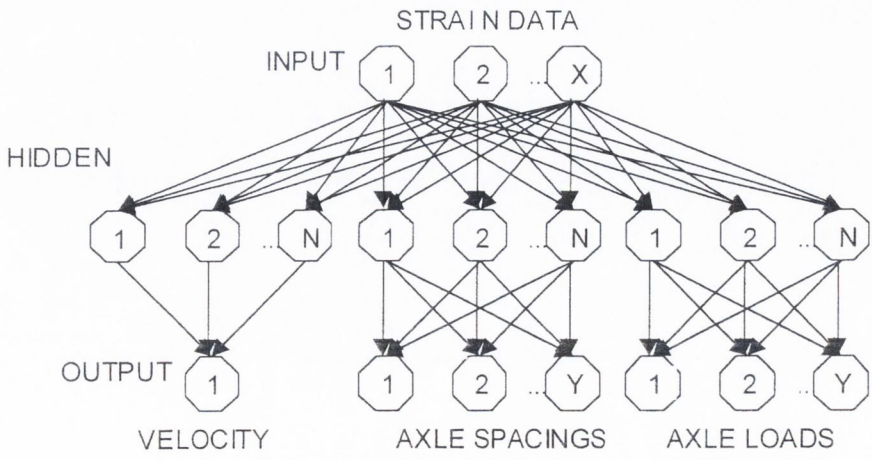 STRAIN DATA
INPUT 1 2 ... X
HIDDEN
1 2 ... N 1 2 ... N 1 2 ... N
OUTPUT 1 1 2 ... Y 1 2 ... Y
VELOCITY AXLE SPACINGS AXLE LOADS